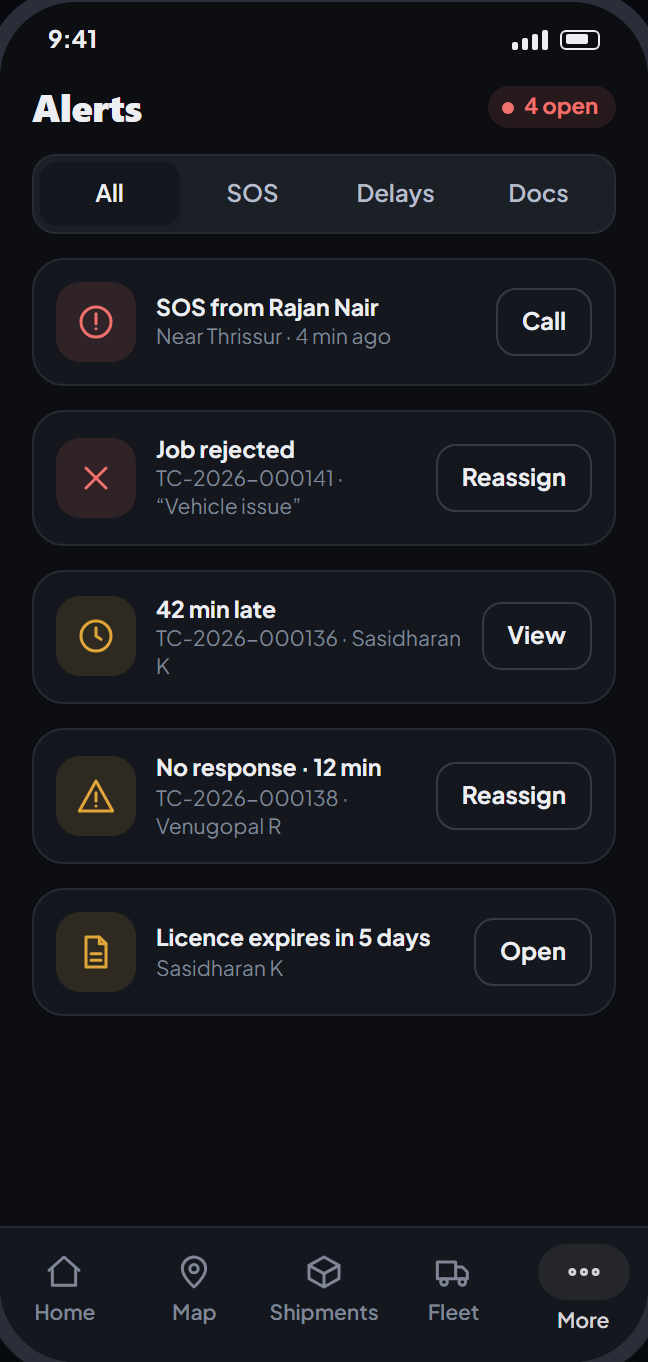 9:41
Alerts
4 open
All SOS Delays Docs
SOS from Rajan Nair
Near Thrissur · 4 min ago
Call
Job rejected
TC-2026–000141 ·
“Vehicle issue”
Reassign
42 min late
TC-2026–000136 · Sasidharan
K
View
No response · 12 min
TC-2026–000138 ·
Venugopal R
Reassign
Licence expires in 5 days
Sasidharan K
Open
Home Map Shipments Fleet More